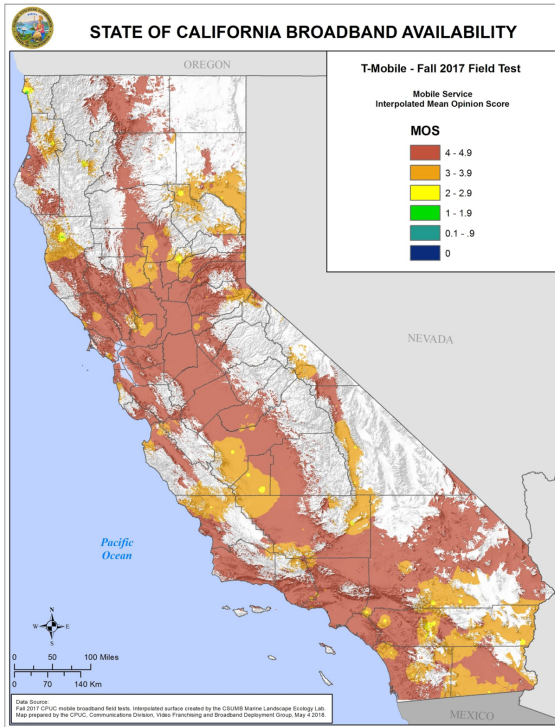 STATE OF CALIFORNIA BROADBAND AVAILABILITY
OREGON
T-Mobile - Fall 2017 Field Test
Mobile Service
Interpolated Mean Opinion Score
MOS
4 - 4.9
3 - 3.9
2 - 2.9
1 - 1.9
0.1 - .9
0
NEVADA
Pacific
Ocean
N
W
E
S
0 50 100 Miles
0 70 140 Km
Data Source:
Fall 2017 CPUC mobile broadband field tests. Interpolated surface created by the CSUMB Marine Landscape Ecology Lab.
Map prepared by the CPUC, Communications Division, Video Franchising and Broadband Deployment Group, May 4 2018.
MEXICO